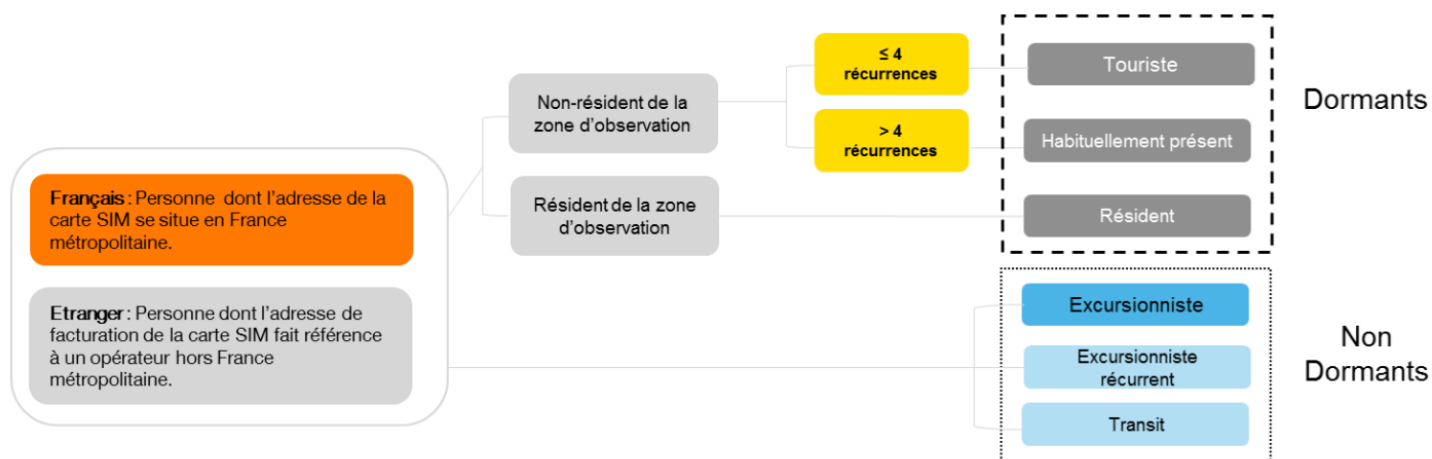 Français : Personne dont l'adresse de la
carte SIM se situe en France
métropolitaine.
Etranger : Personne dont l'adresse de
facturation de la carte SIM fait référence
à un opérateur hors France
métropolitaine.
Non-résident de la
zone d'observation
Résident de la zone
d'observation
≤ 4
récurrences
> 4
récurrences
Touriste
Habituellement présent
Résident
Dormants
Excursionniste
Excursionniste
récurrent
Transit
Non
Dormants